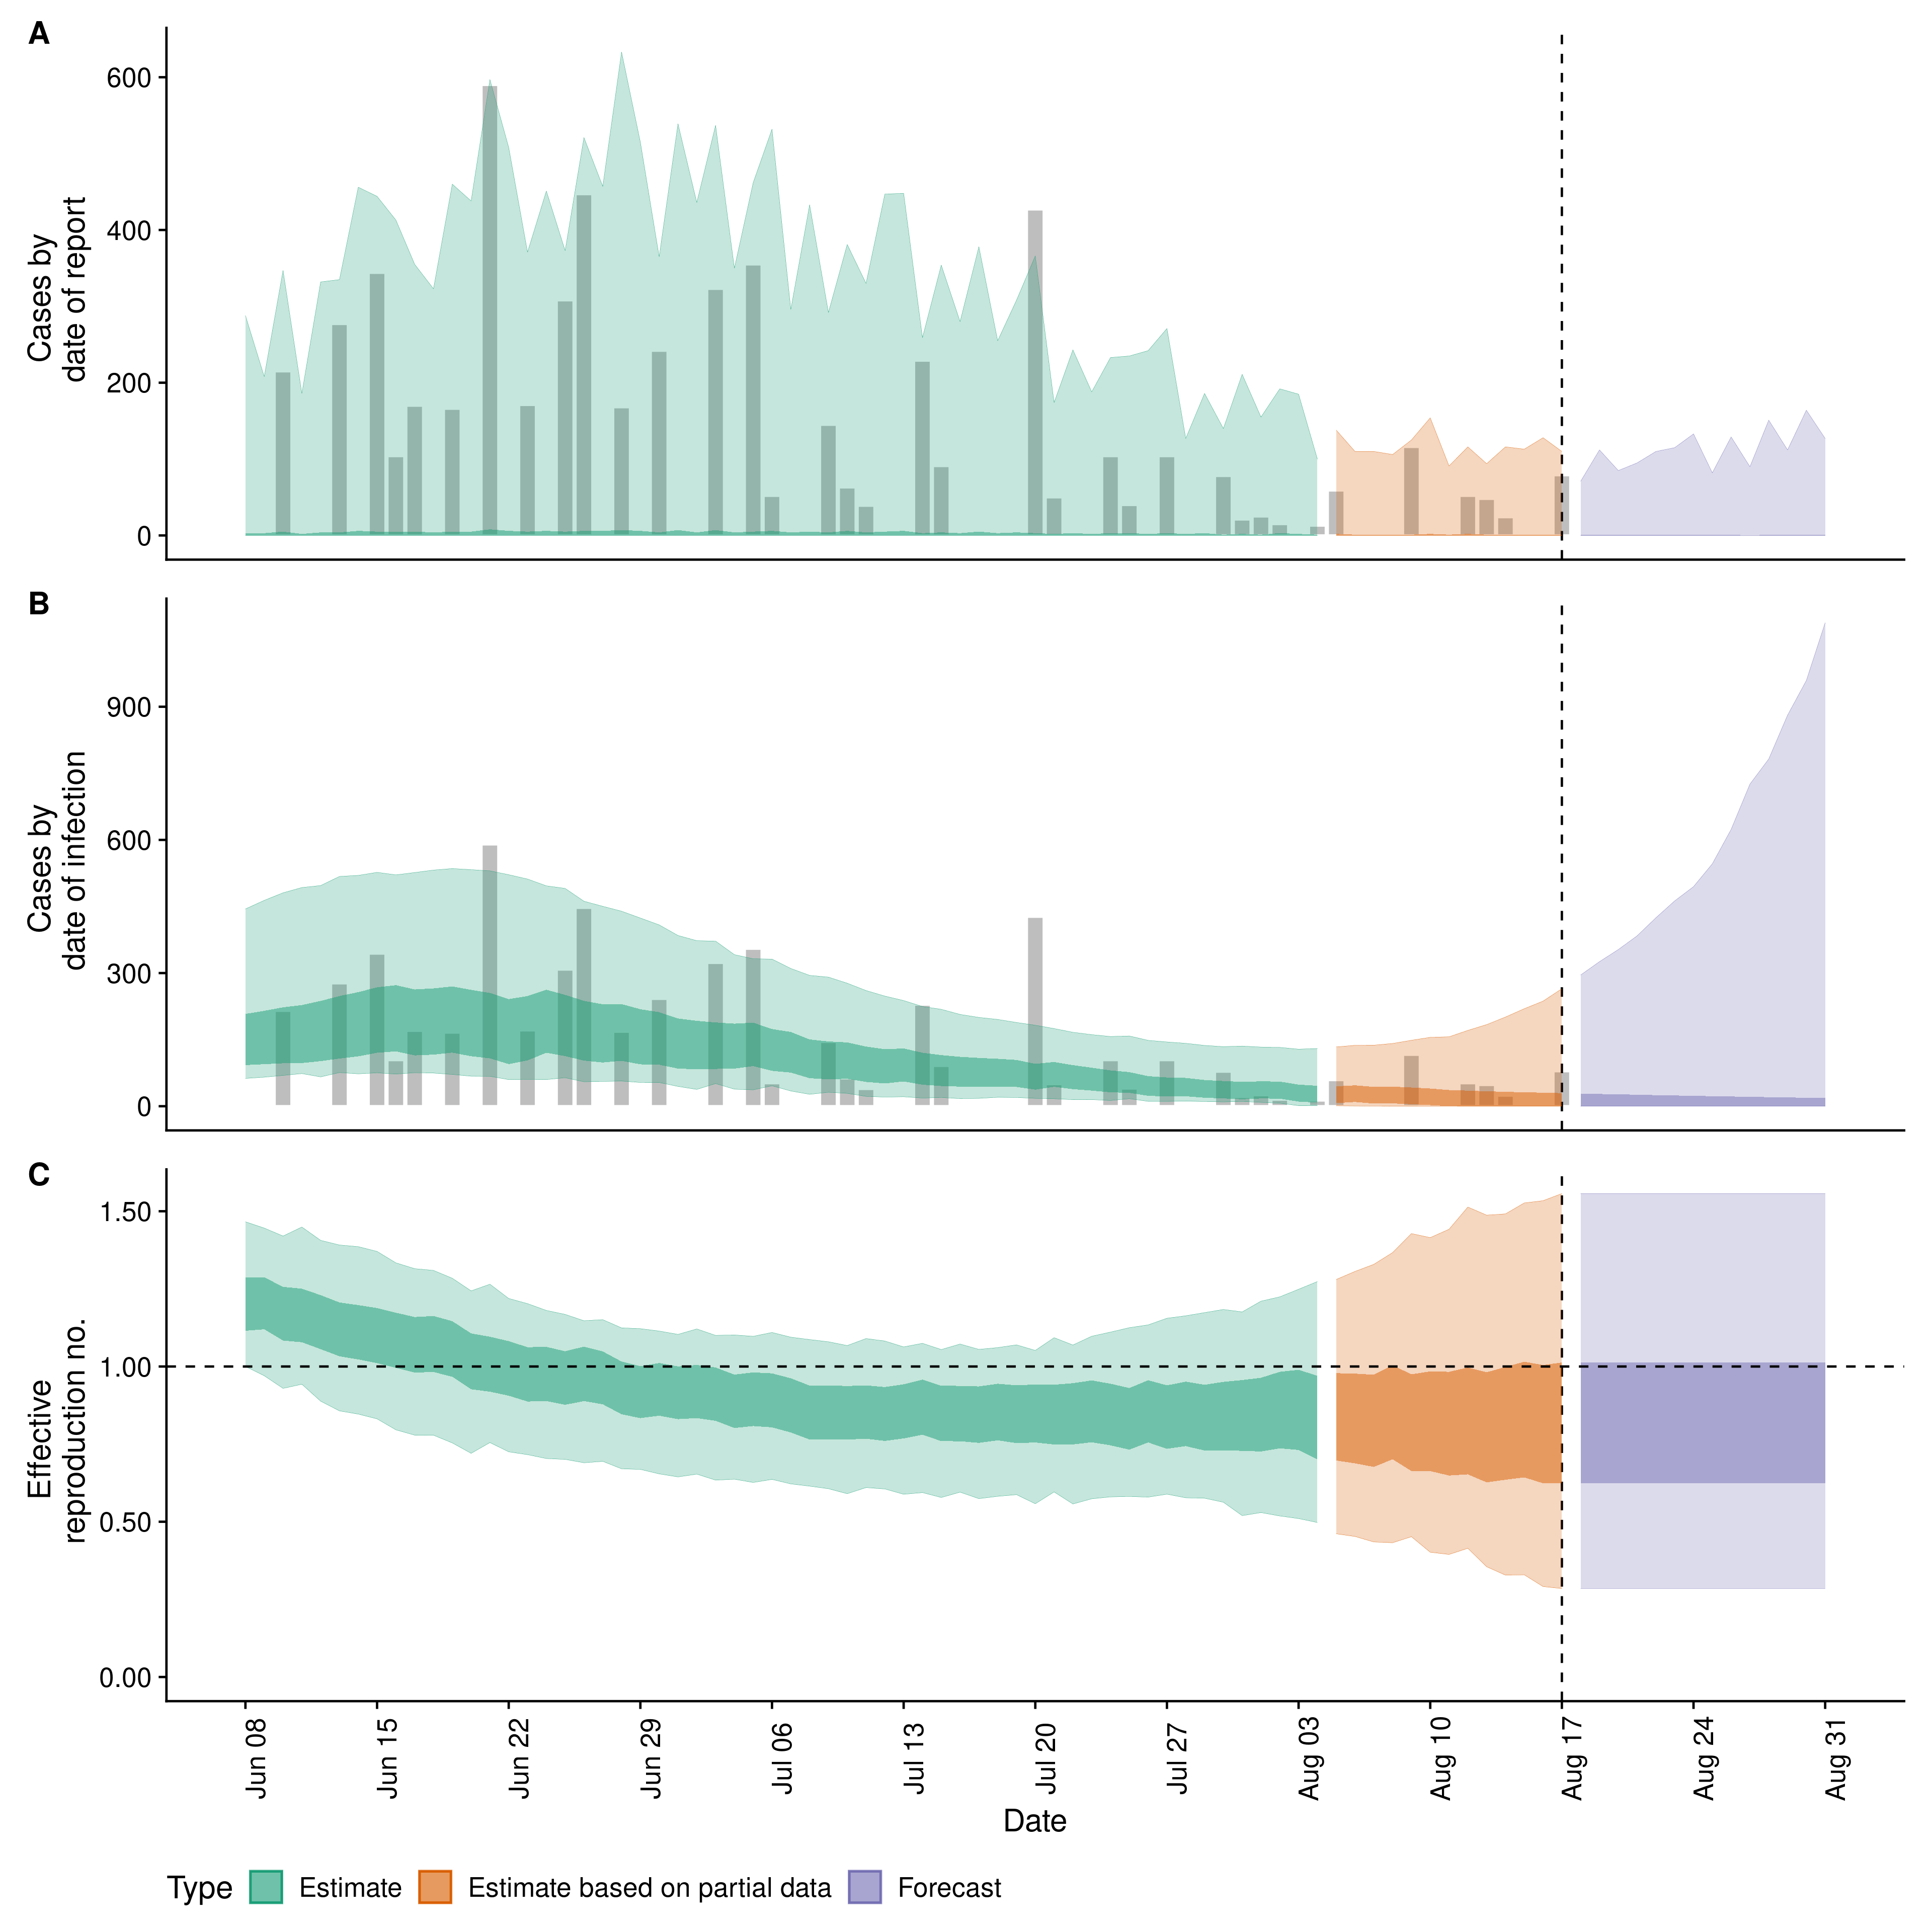 A
Cases by
date of report
600
400
200
0
B
Cases by
date of infection
900
600
300
0
C
Effective
reproduction no.
1.50
1.00
0.50
0.00
Jun 08
Jun 15
Jun 22
Jun 29
Jul 06
Jul 13
Jul 20
Jul 27
Aug 03
Aug 10
Aug 17
Aug 24
Aug 31
Date
Type Estimate Estimate based on partial data Forecast